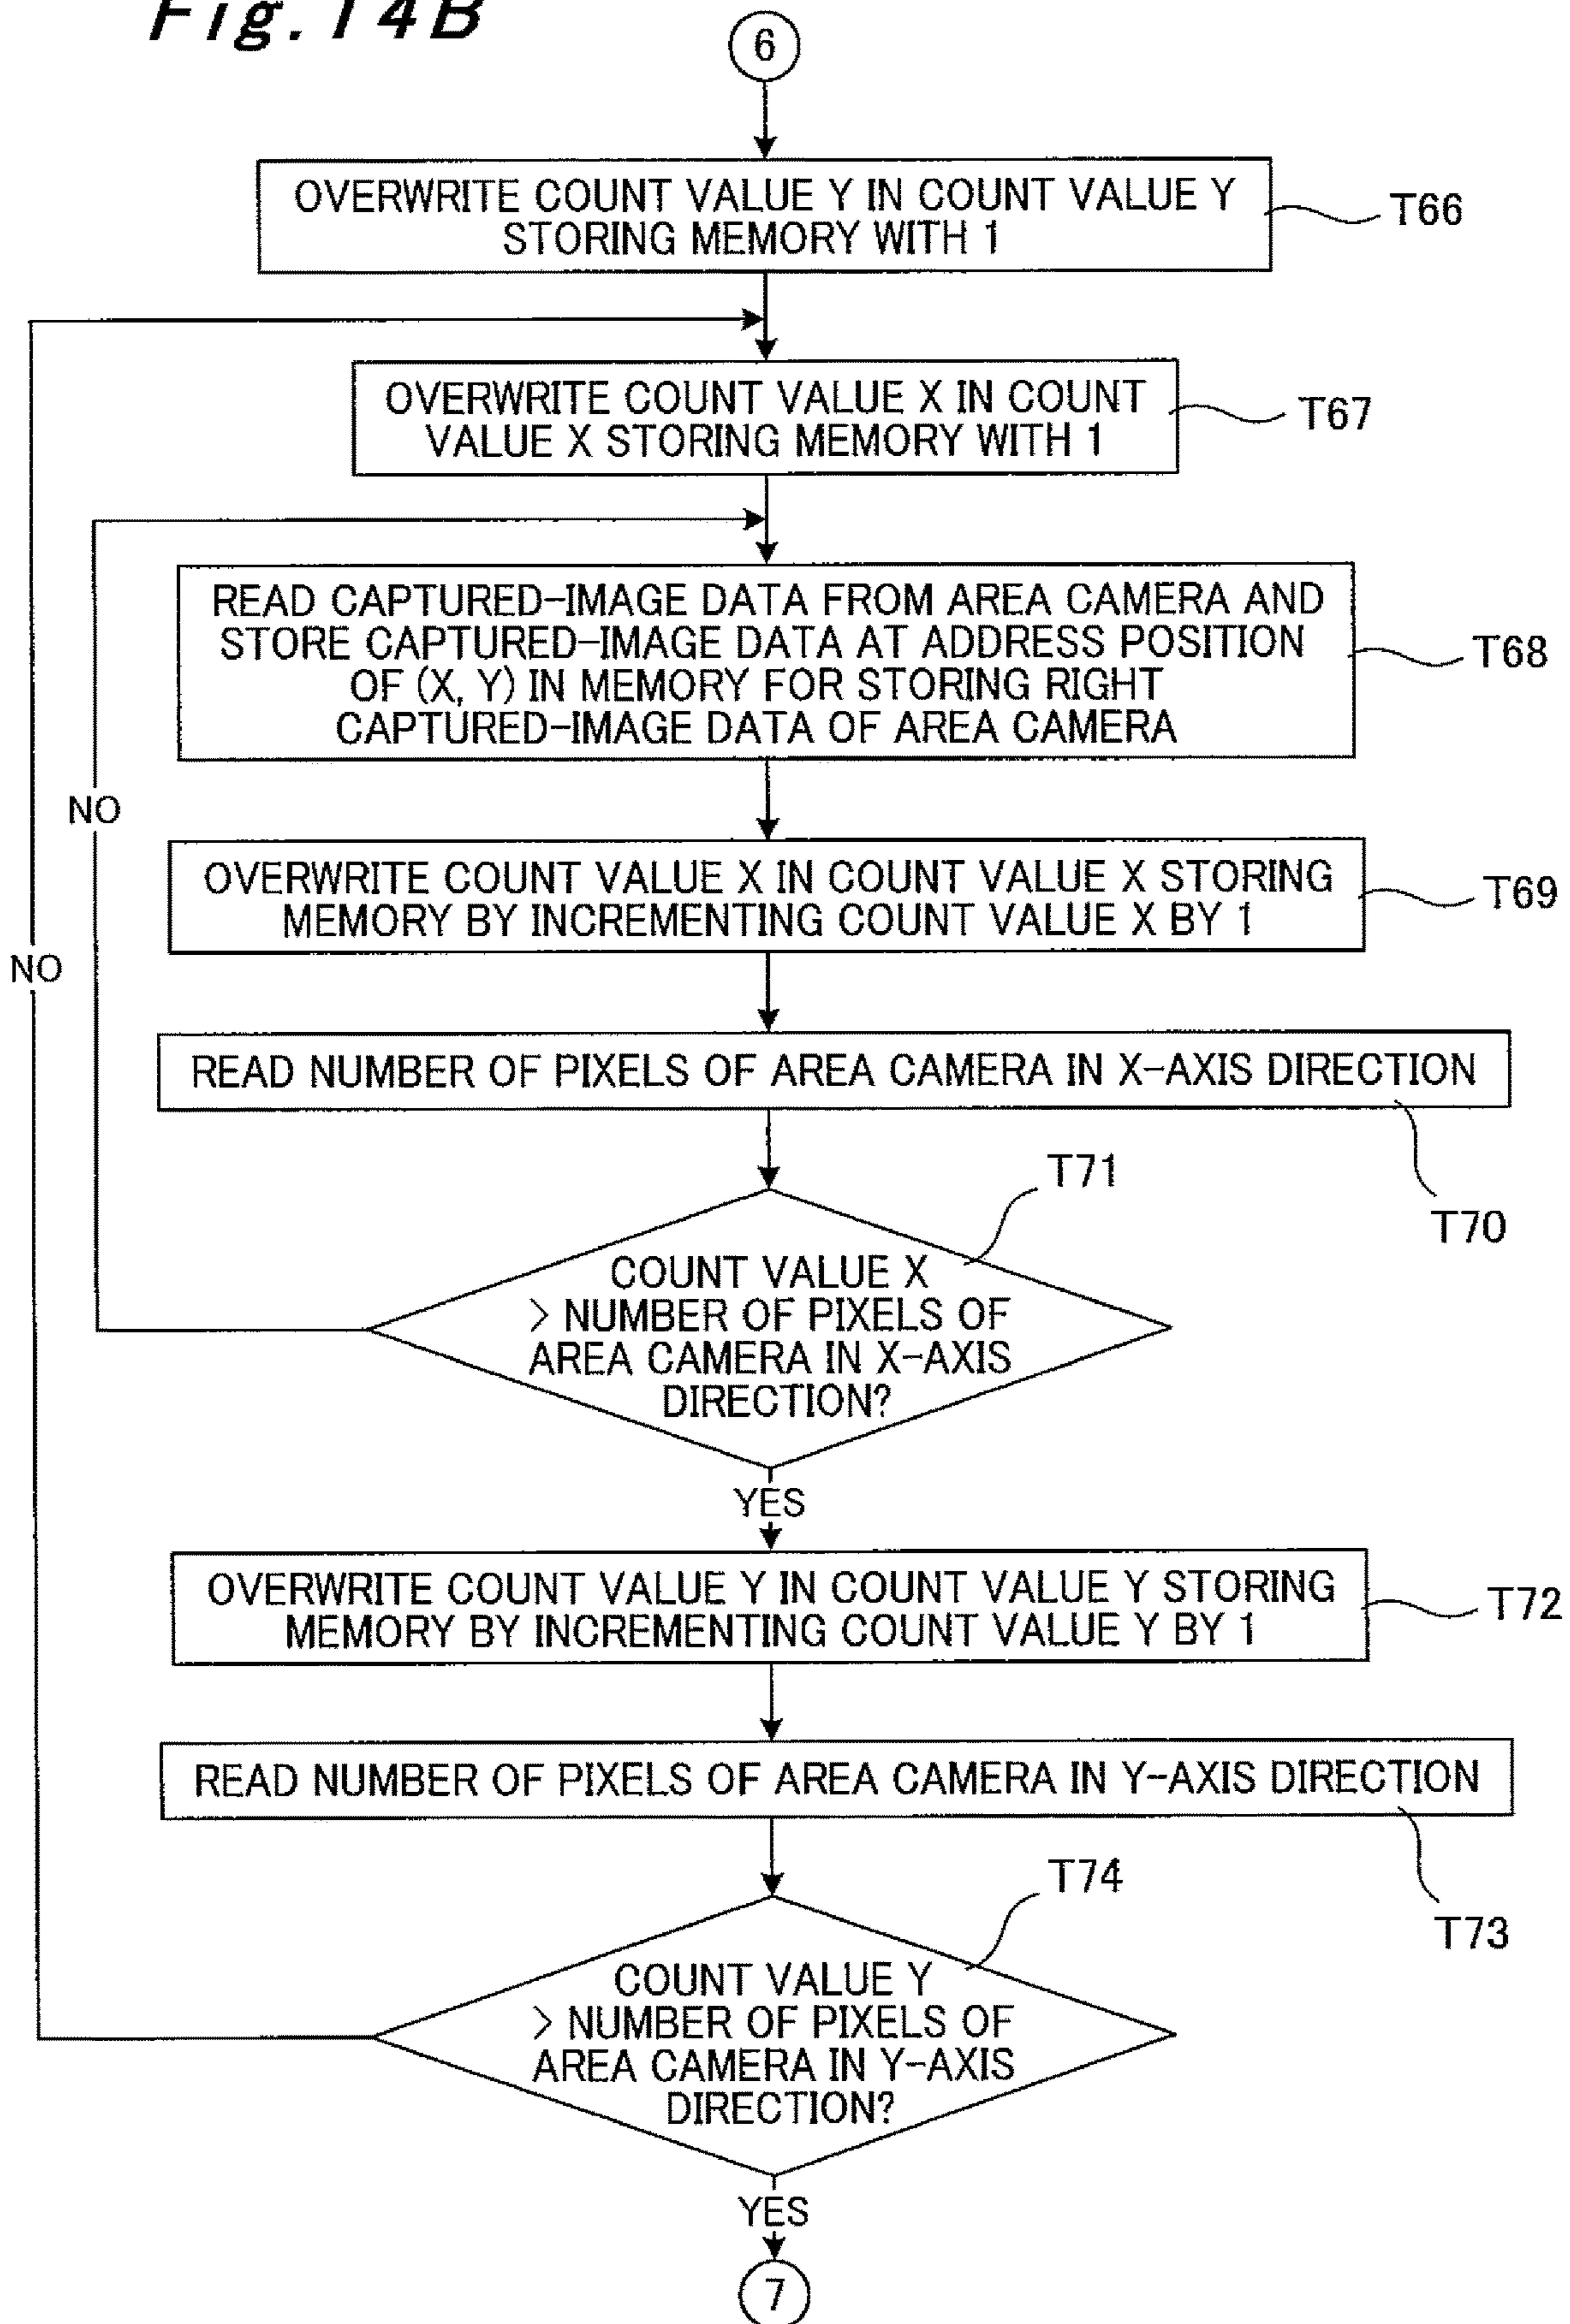 Fig.14B
6
OVERWRITE COUNT VALUE Y IN COUNT VALUE Y
STORING MEMORY WITH 1
T66
OVERWRITE COUNT VALUE X IN COUNT
VALUE X STORING MEMORY WITH 1
T67
READ CAPTURED-IMAGE DATA FROM AREA CAMERA AND
STORE CAPTURED-IMAGE DATA AT ADDRESS POSITION
OF (X, Y) IN MEMORY FOR STORING RIGHT
CAPTURED-IMAGE DATA OF AREA CAMERA
T68
NO
OVERWRITE COUNT VALUE X IN COUNT VALUE X STORING
MEMORY BY INCREMENTING COUNT VALUE X BY 1
T69
NO
READ NUMBER OF PIXELS OF AREA CAMERA IN X-AXIS DIRECTION
T70
T71
COUNT VALUE X
> NUMBER OF PIXELS OF
AREA CAMERA IN X-AXIS
DIRECTION?
YES
OVERWRITE COUNT VALUE Y IN COUNT VALUE Y STORING
MEMORY BY INCREMENTING COUNT VALUE Y BY 1
T72
READ NUMBER OF PIXELS OF AREA CAMERA IN Y-AXIS DIRECTION
T73
T74
COUNT VALUE Y
> NUMBER OF PIXELS OF
AREA CAMERA IN Y-AXIS
DIRECTION?
YES
7